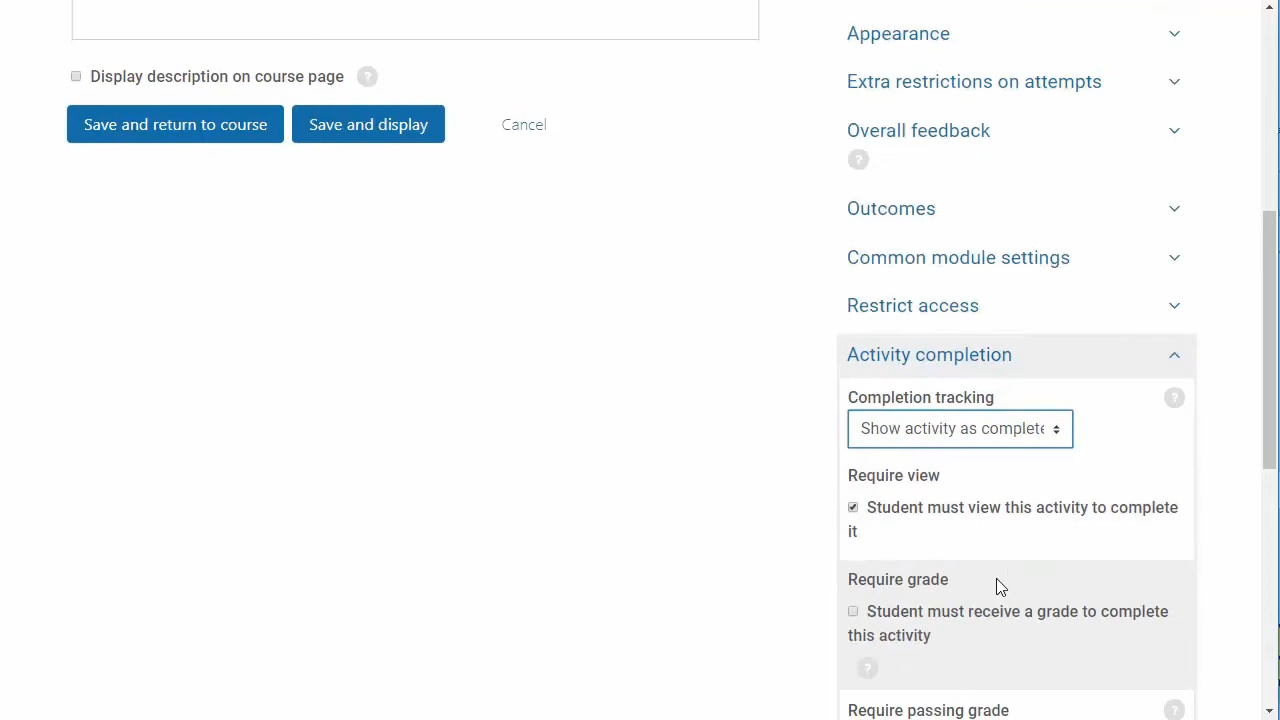 Display description on course page ?
Save and return to course
Save and display
Cancel
Appearance
Extra restrictions on attempts
Overall feedback
?
Outcomes
Common module settings
Restrict access
Activity completion
Completion tracking ?
Show activity as complete
Require view
Student must view this activity to complete
it
Require grade
Student must receive a grade to complete
this activity
?
Require passing grade ?